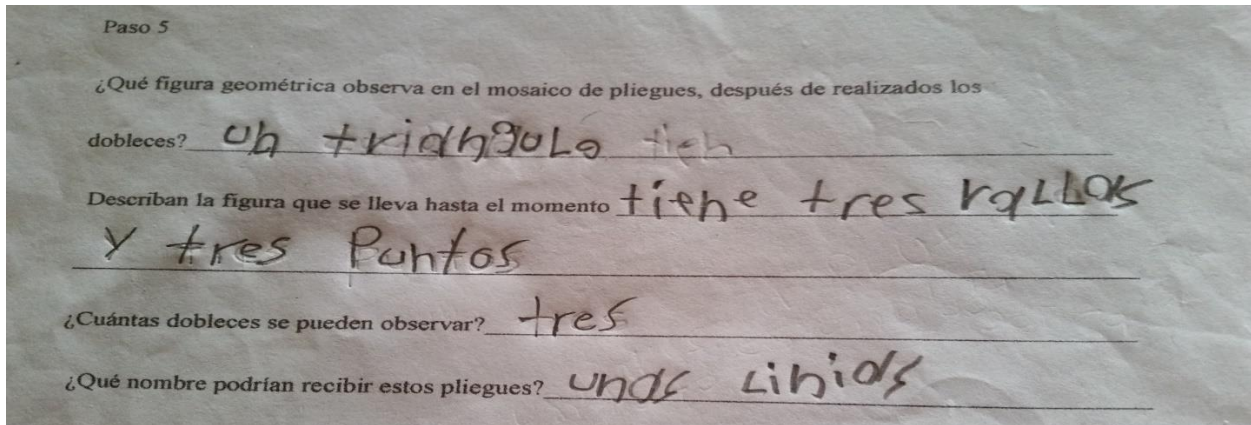 Paso 5
¿Qué figura geométrica observa en el mosaico de pliegues, después de realizados los
dobleces? un triangulo tien
Describan la figura que se lleva hasta el momento tiene tres rallas
y tres Puntos
¿Cuántas dobleces se pueden observar? tres
¿Qué nombre podrían recibir estos pliegues? unas Linias